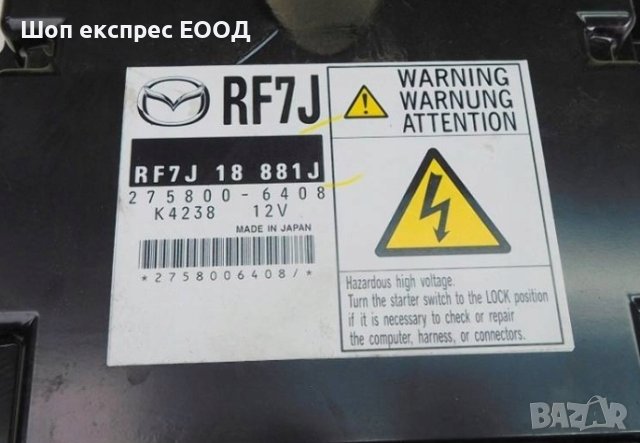 Шоп експрес ЕООД
RF7J
RF7J 18 881J
275800-6408
K4238 12V
MADE IN JAPAN
*2758006408/*
WARNING
WARNUNG
ATTENTION
Hazardous high voltage.
Turn the starter switch to the LOCK position
if it is necessary to check or repair
the computer, harness, or connectors.
BAZAR
bg